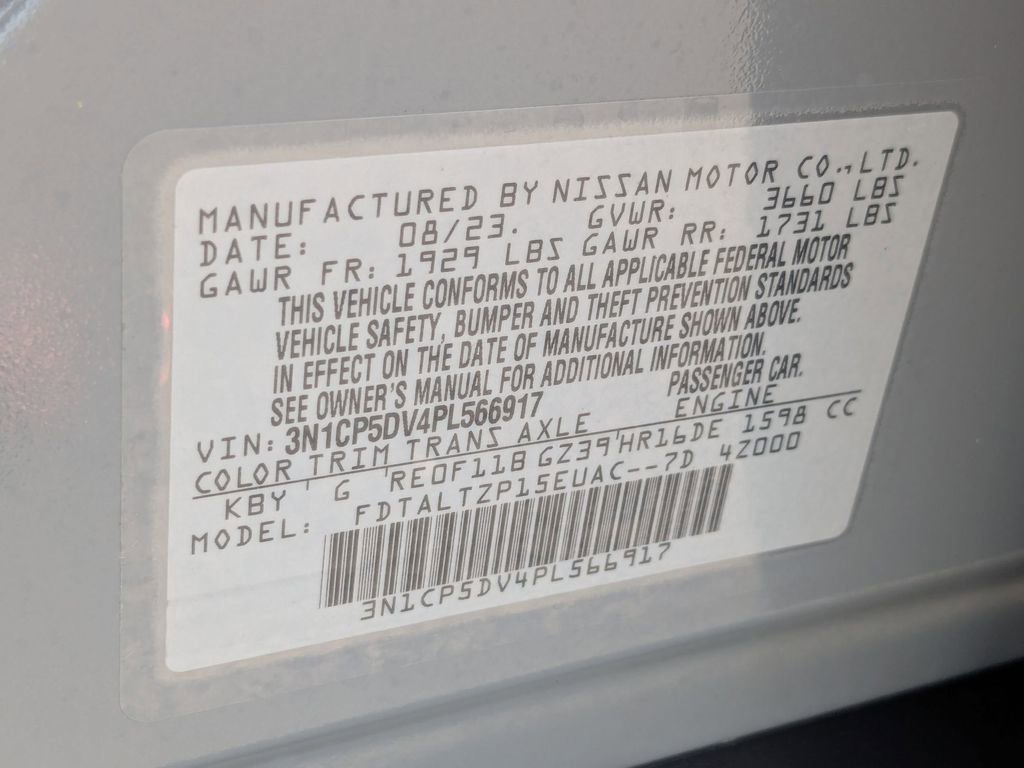 MANUFACTURED BY NISSAN MOTOR CO.,LTD.
DATE: 08/23. GVWR: 3660 LBS
GAWR FR: 1929 LBS GAWR RR: 1731 LBS
THIS VEHICLE CONFORMS TO ALL APPLICABLE FEDERAL MOTOR
VEHICLE SAFETY, BUMPER AND THEFT PREVENTION STANDARDS
IN EFFECT ON THE DATE OF MANUFACTURE SHOWN ABOVE.
SEE OWNER'S MANUAL FOR ADDITIONAL INFORMATION.
VIN: 3N1CP5DV4PL566917 PASSENGER CAR.
COLOR TRIM TRANS AXLE ENGINE
KBY G RE0F11B GZ39 HR16DE 1598 CC
MODEL: FDTALTZP15EUAC--7D 4Z000
3N1CP5DV4PL566917